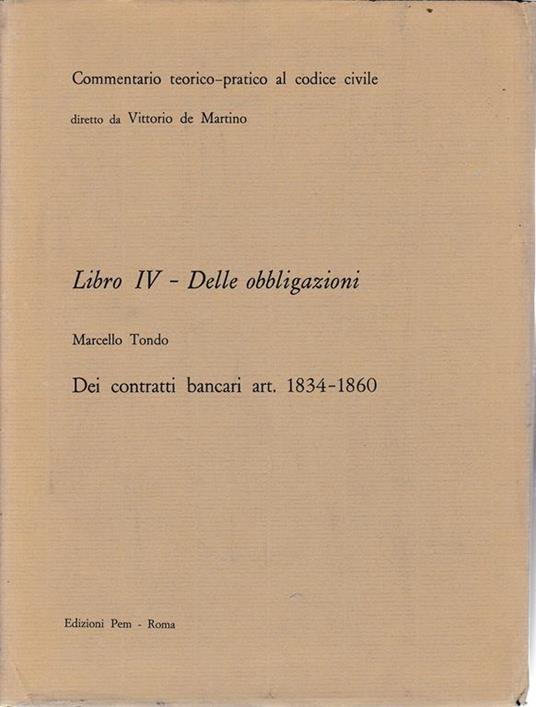 Commentario teorico-pratico al codice civile
diretto da Vittorio de Martino
Libro IV - Delle obbligazioni
Marcello Tondo
Dei contratti bancari art. 1834-1860
Edizioni Pem - Roma